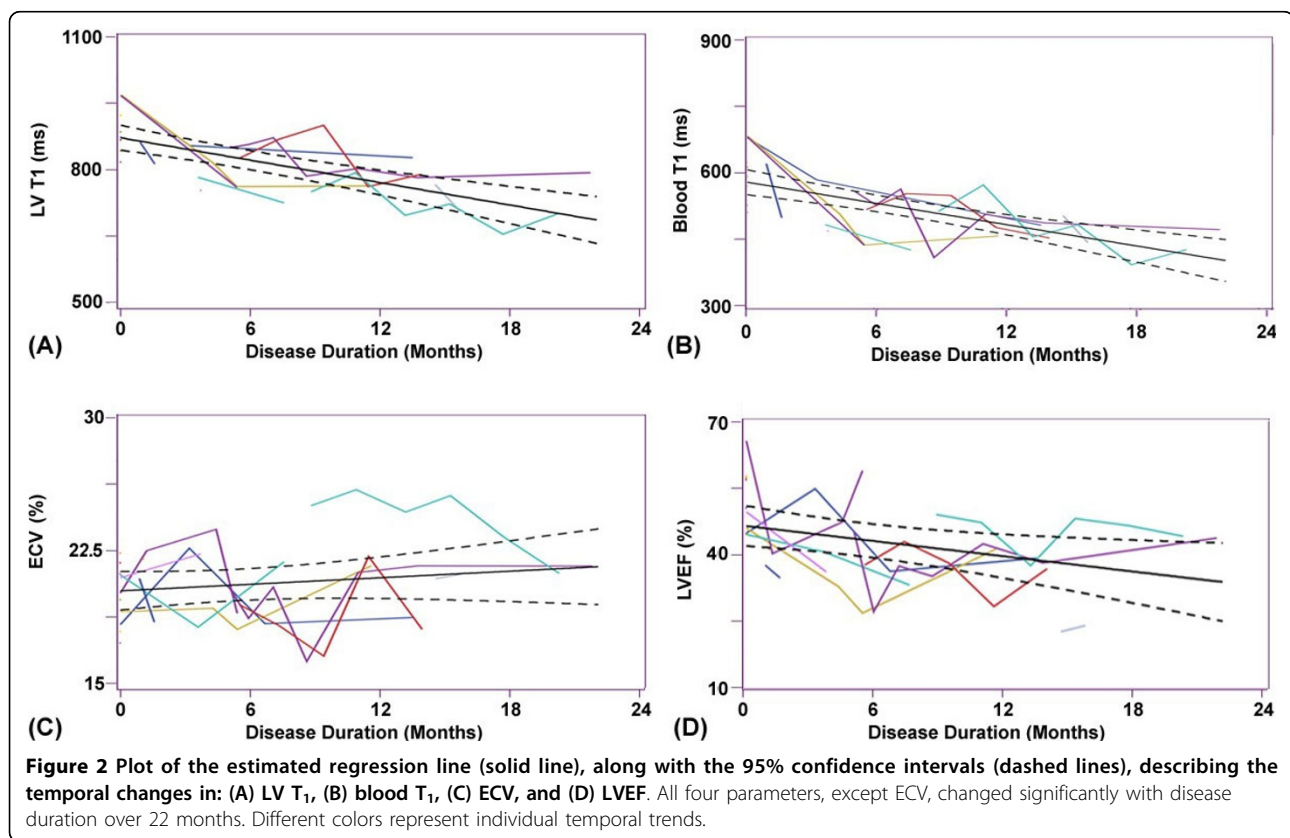 1100
800
500
LV T1 (ms)
0 6 12 18 24
(A) Disease Duration (Months)
900
600
300
Blood T1 (ms)
0 6 12 18 24
(B) Disease Duration (Months)
30
22.5
15
ECV (%)
0 6 12 18 24
(C) Disease Duration (Months)
70
40
10
LVEF (%)
0 6 12 18 24
(D) Disease Duration (Months)
Figure 2 Plot of the estimated regression line (solid line), along with the 95% confidence intervals (dashed lines), describing the
temporal changes in: (A) LV T₁, (B) blood T₁, (C) ECV, and (D) LVEF. All four parameters, except ECV, changed significantly with disease
duration over 22 months. Different colors represent individual temporal trends.